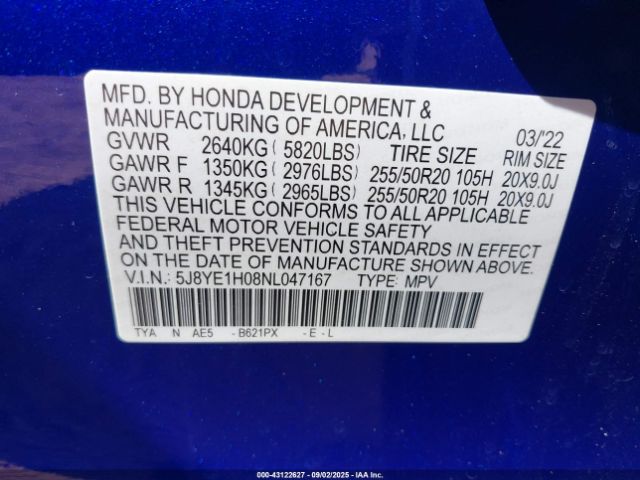 MFD. BY HONDA DEVELOPMENT &
MANUFACTURING OF AMERICA, LLC 03/'22
GVWR 2640KG( 5820LBS) TIRE SIZE RIM SIZE
GAWR F 1350KG( 2976LBS) 255/50R20 105H 20X9.0J
GAWR R 1345KG( 2965LBS) 255/50R20 105H 20X9.0J
THIS VEHICLE CONFORMS TO ALL APPLICABLE
FEDERAL MOTOR VEHICLE SAFETY
AND THEFT PREVENTION STANDARDS IN EFFECT
ON THE DATE OF MANUFACTURE SHOWN ABOVE.
V.I.N.: 5J8YE1H08NL047167 TYPE: MPV
TYA N AE5 -B621PX -E-L
000-43122627 - 09/02/2025 - IAA Inc.